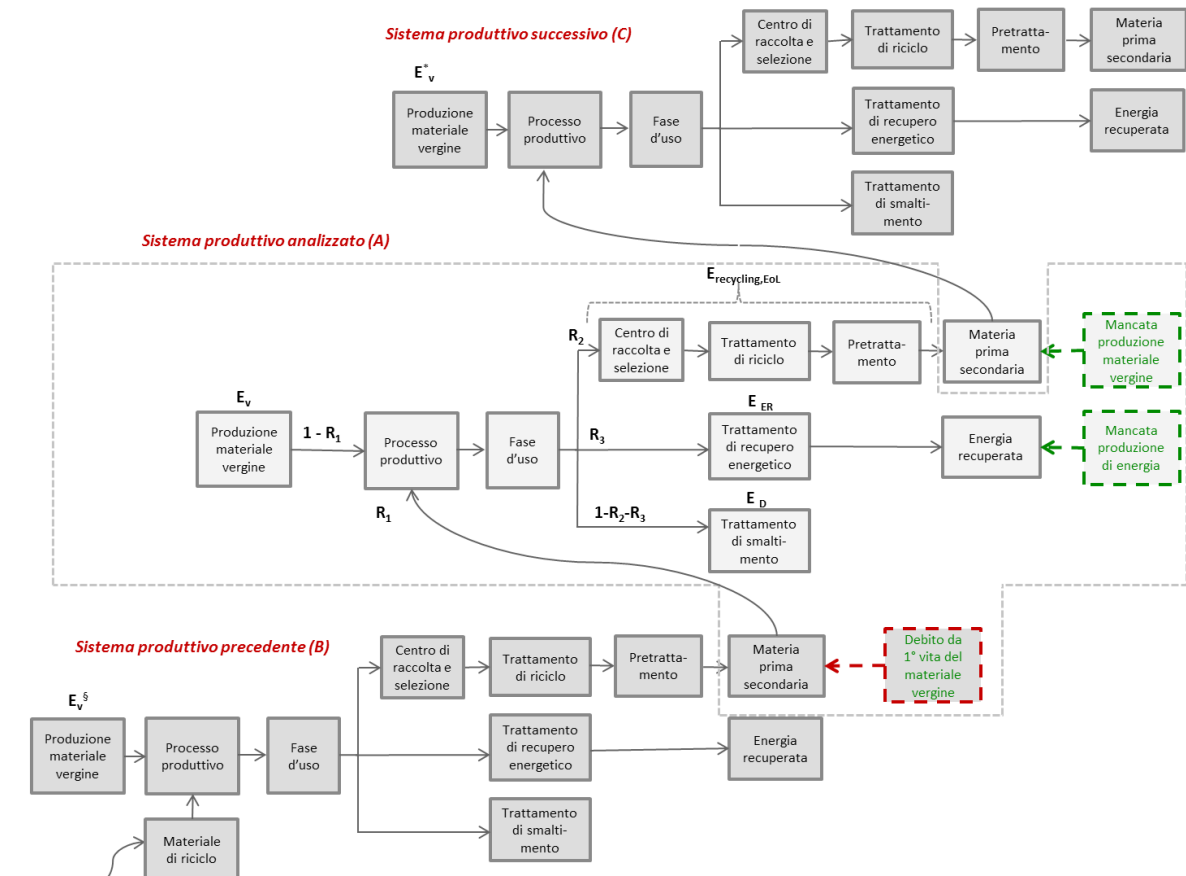 Sistema produttivo successivo (C)
E*v
Produzione
materiale
vergine
Processo
produttivo
Fase
d'uso
Centro di
raccolta e
selezione
Trattamento
di riciclo
Pretratta-
mento
Materia
prima
secondaria
Trattamento
di recupero
energetico
Energia
recuperata
Trattamento
di smalti-
mento
Sistema produttivo analizzato (A)
E recycling,EoL
R2
Centro di
raccolta e
selezione
Trattamento
di riciclo
Pretratta-
mento
Materia
prima
secondaria
Mancata
produzione
materiale
vergine
Ev
Produzione
materiale
vergine
1 - R1
Processo
produttivo
Fase
d'uso
R3
E ER
Trattamento
di recupero
energetico
Energia
recuperata
Mancata
produzione
di energia
R1
1-R2-R3
E D
Trattamento
di smalti-
mento
Sistema produttivo precedente (B)
Ev§
Produzione
materiale
vergine
Processo
produttivo
Fase
d'uso
Centro di
raccolta e
selezione
Trattamento
di riciclo
Pretratta-
mento
Materia
prima
secondaria
Debito da
1° vita del
materiale
vergine
Trattamento
di recupero
energetico
Energia
recuperata
Trattamento
di smalti-
mento
Materiale
di riciclo